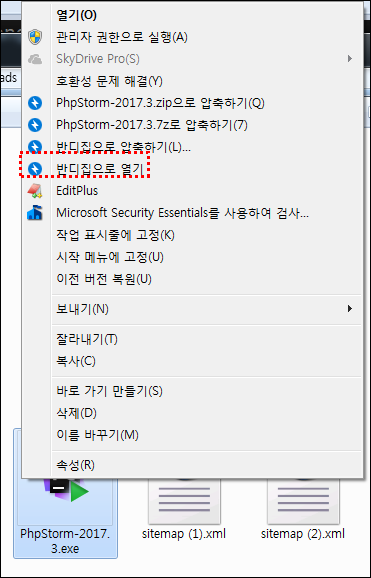 열기(O)
관리자 권한으로 실행(A)
SkyDrive Pro(S)
호환성 문제 해결(Y)
PhpStorm-2017.3.zip으로 압축하기(Q)
PhpStorm-2017.3.7z로 압축하기(7)
반디집으로 압축하기(L)...
반디집으로 열기
EditPlus
Microsoft Security Essentials를 사용하여 검사...
작업 표시줄에 고정(K)
시작 메뉴에 고정(U)
이전 버전 복원(U)
보내기(N)
잘라내기(T)
복사(C)
바로 가기 만들기(S)
삭제(D)
이름 바꾸기(M)
속성(R)
ads
PhpStorm-2017.
3.exe
sitemap (1).xml
sitemap (2).xml